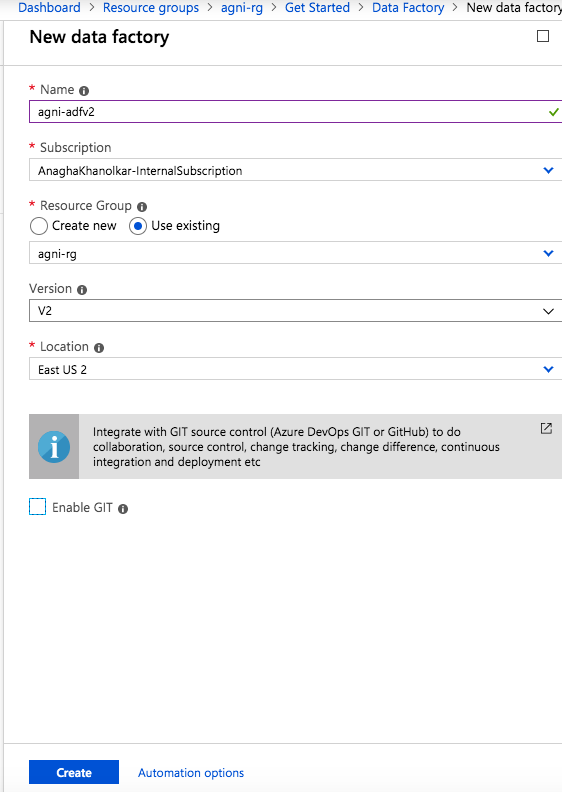 Dashboard > Resource groups > agni-rg > Get Started > Data Factory > New data factory
New data factory
* Name
agni-adfv2
* Subscription
AnaghaKhanolkar-InternalSubscription
* Resource Group
Create new Use existing
agni-rg
Version
V2
* Location
East US 2
Integrate with GIT source control (Azure DevOps GIT or GitHub) to do
collaboration, source control, change tracking, change difference, continuous
integration and deployment etc
Enable GIT
Create Automation options